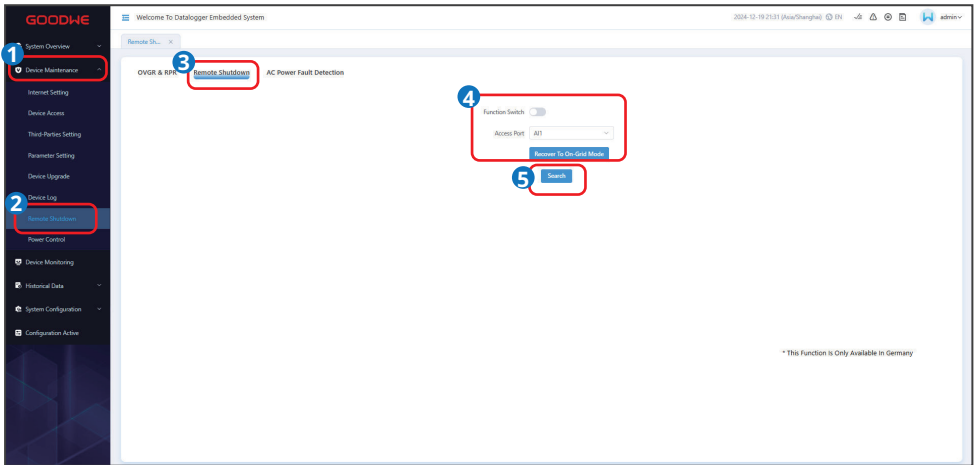 GOODWE
Welcome To Datalogger Embedded System
2024-12-19 21:31 (Asia/Shanghai)
EN
admin
System Overview
Remote Sh...
1
Device Maintenance
3
OVGR & RPR
Remote Shutdown
AC Power Fault Detection
Internet Setting
4
Device Access
Function Switch
Third-Parties Setting
Access Port
AI1
Parameter Setting
Recover To On-Grid Mode
Device Upgrade
5
Search
Device Log
2
Remote Shutdown
Power Control
Device Monitoring
Historical Data
System Configuration
Configuration Active
* This Function Is Only Available In Germany